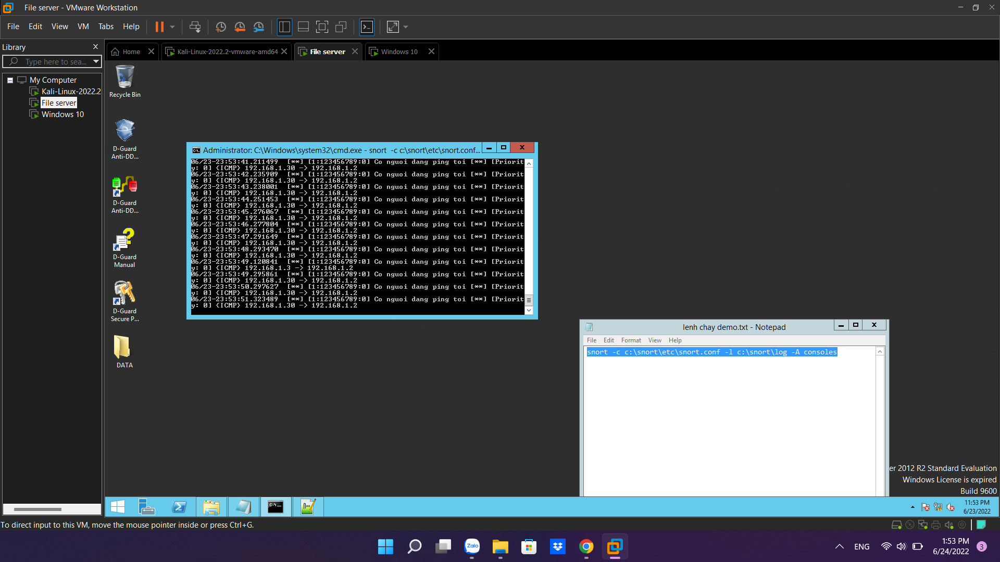 File server - VMware Workstation
File Edit View VM Tabs Help
Library
Type here to sea...
My Computer
Kali-Linux-2022.2
File server
Windows 10
Home
Kali-Linux-2022.2-vmware-amd64
File server
Windows 10
Recycle Bin
D-Guard
Anti-DD...
D-Guard
Anti-DD...
D-Guard
Manual
D-Guard
Secure P...
DATA
Administrator: C:\Windows\system32\cmd.exe - snort  -c c:\snort\etc\snort.conf...
06/23-23:53:41.211499  [**] [1:123456789:0] Co nguoi dang ping toi [**] [Priorit
y: 0] {ICMP} 192.168.1.30 -> 192.168.1.2
06/23-23:53:42.235909  [**] [1:123456789:0] Co nguoi dang ping toi [**] [Priorit
y: 0] {ICMP} 192.168.1.30 -> 192.168.1.2
06/23-23:53:43.238001  [**] [1:123456789:0] Co nguoi dang ping toi [**] [Priorit
y: 0] {ICMP} 192.168.1.30 -> 192.168.1.2
06/23-23:53:44.251453  [**] [1:123456789:0] Co nguoi dang ping toi [**] [Priorit
y: 0] {ICMP} 192.168.1.30 -> 192.168.1.2
06/23-23:53:45.276067  [**] [1:123456789:0] Co nguoi dang ping toi [**] [Priorit
y: 0] {ICMP} 192.168.1.30 -> 192.168.1.2
06/23-23:53:46.277804  [**] [1:123456789:0] Co nguoi dang ping toi [**] [Priorit
y: 0] {ICMP} 192.168.1.30 -> 192.168.1.2
06/23-23:53:47.291649  [**] [1:123456789:0] Co nguoi dang ping toi [**] [Priorit
y: 0] {ICMP} 192.168.1.30 -> 192.168.1.2
06/23-23:53:48.293470  [**] [1:123456789:0] Co nguoi dang ping toi [**] [Priorit
y: 0] {ICMP} 192.168.1.30 -> 192.168.1.2
06/23-23:53:49.120841  [**] [1:123456789:0] Co nguoi dang ping toi [**] [Priorit
y: 0] {ICMP} 192.168.1.3 -> 192.168.1.2
06/23-23:53:49.295861  [**] [1:123456789:0] Co nguoi dang ping toi [**] [Priorit
y: 0] {ICMP} 192.168.1.30 -> 192.168.1.2
06/23-23:53:50.297627  [**] [1:123456789:0] Co nguoi dang ping toi [**] [Priorit
y: 0] {ICMP} 192.168.1.30 -> 192.168.1.2
06/23-23:53:51.323489  [**] [1:123456789:0] Co nguoi dang ping toi [**] [Priorit
y: 0] {ICMP} 192.168.1.30 -> 192.168.1.2
lenh chay demo.txt - Notepad
File Edit Format View Help
snort -c c:\snort\etc\snort.conf -l c:\snort\log -A consoles
er 2012 R2 Standard Evaluation
Windows License is expired
Build 9600
11:53 PM
6/23/2022
To direct input to this VM, move the mouse pointer inside or press Ctrl+G.
Zalo
ENG
1:53 PM
6/24/2022
3